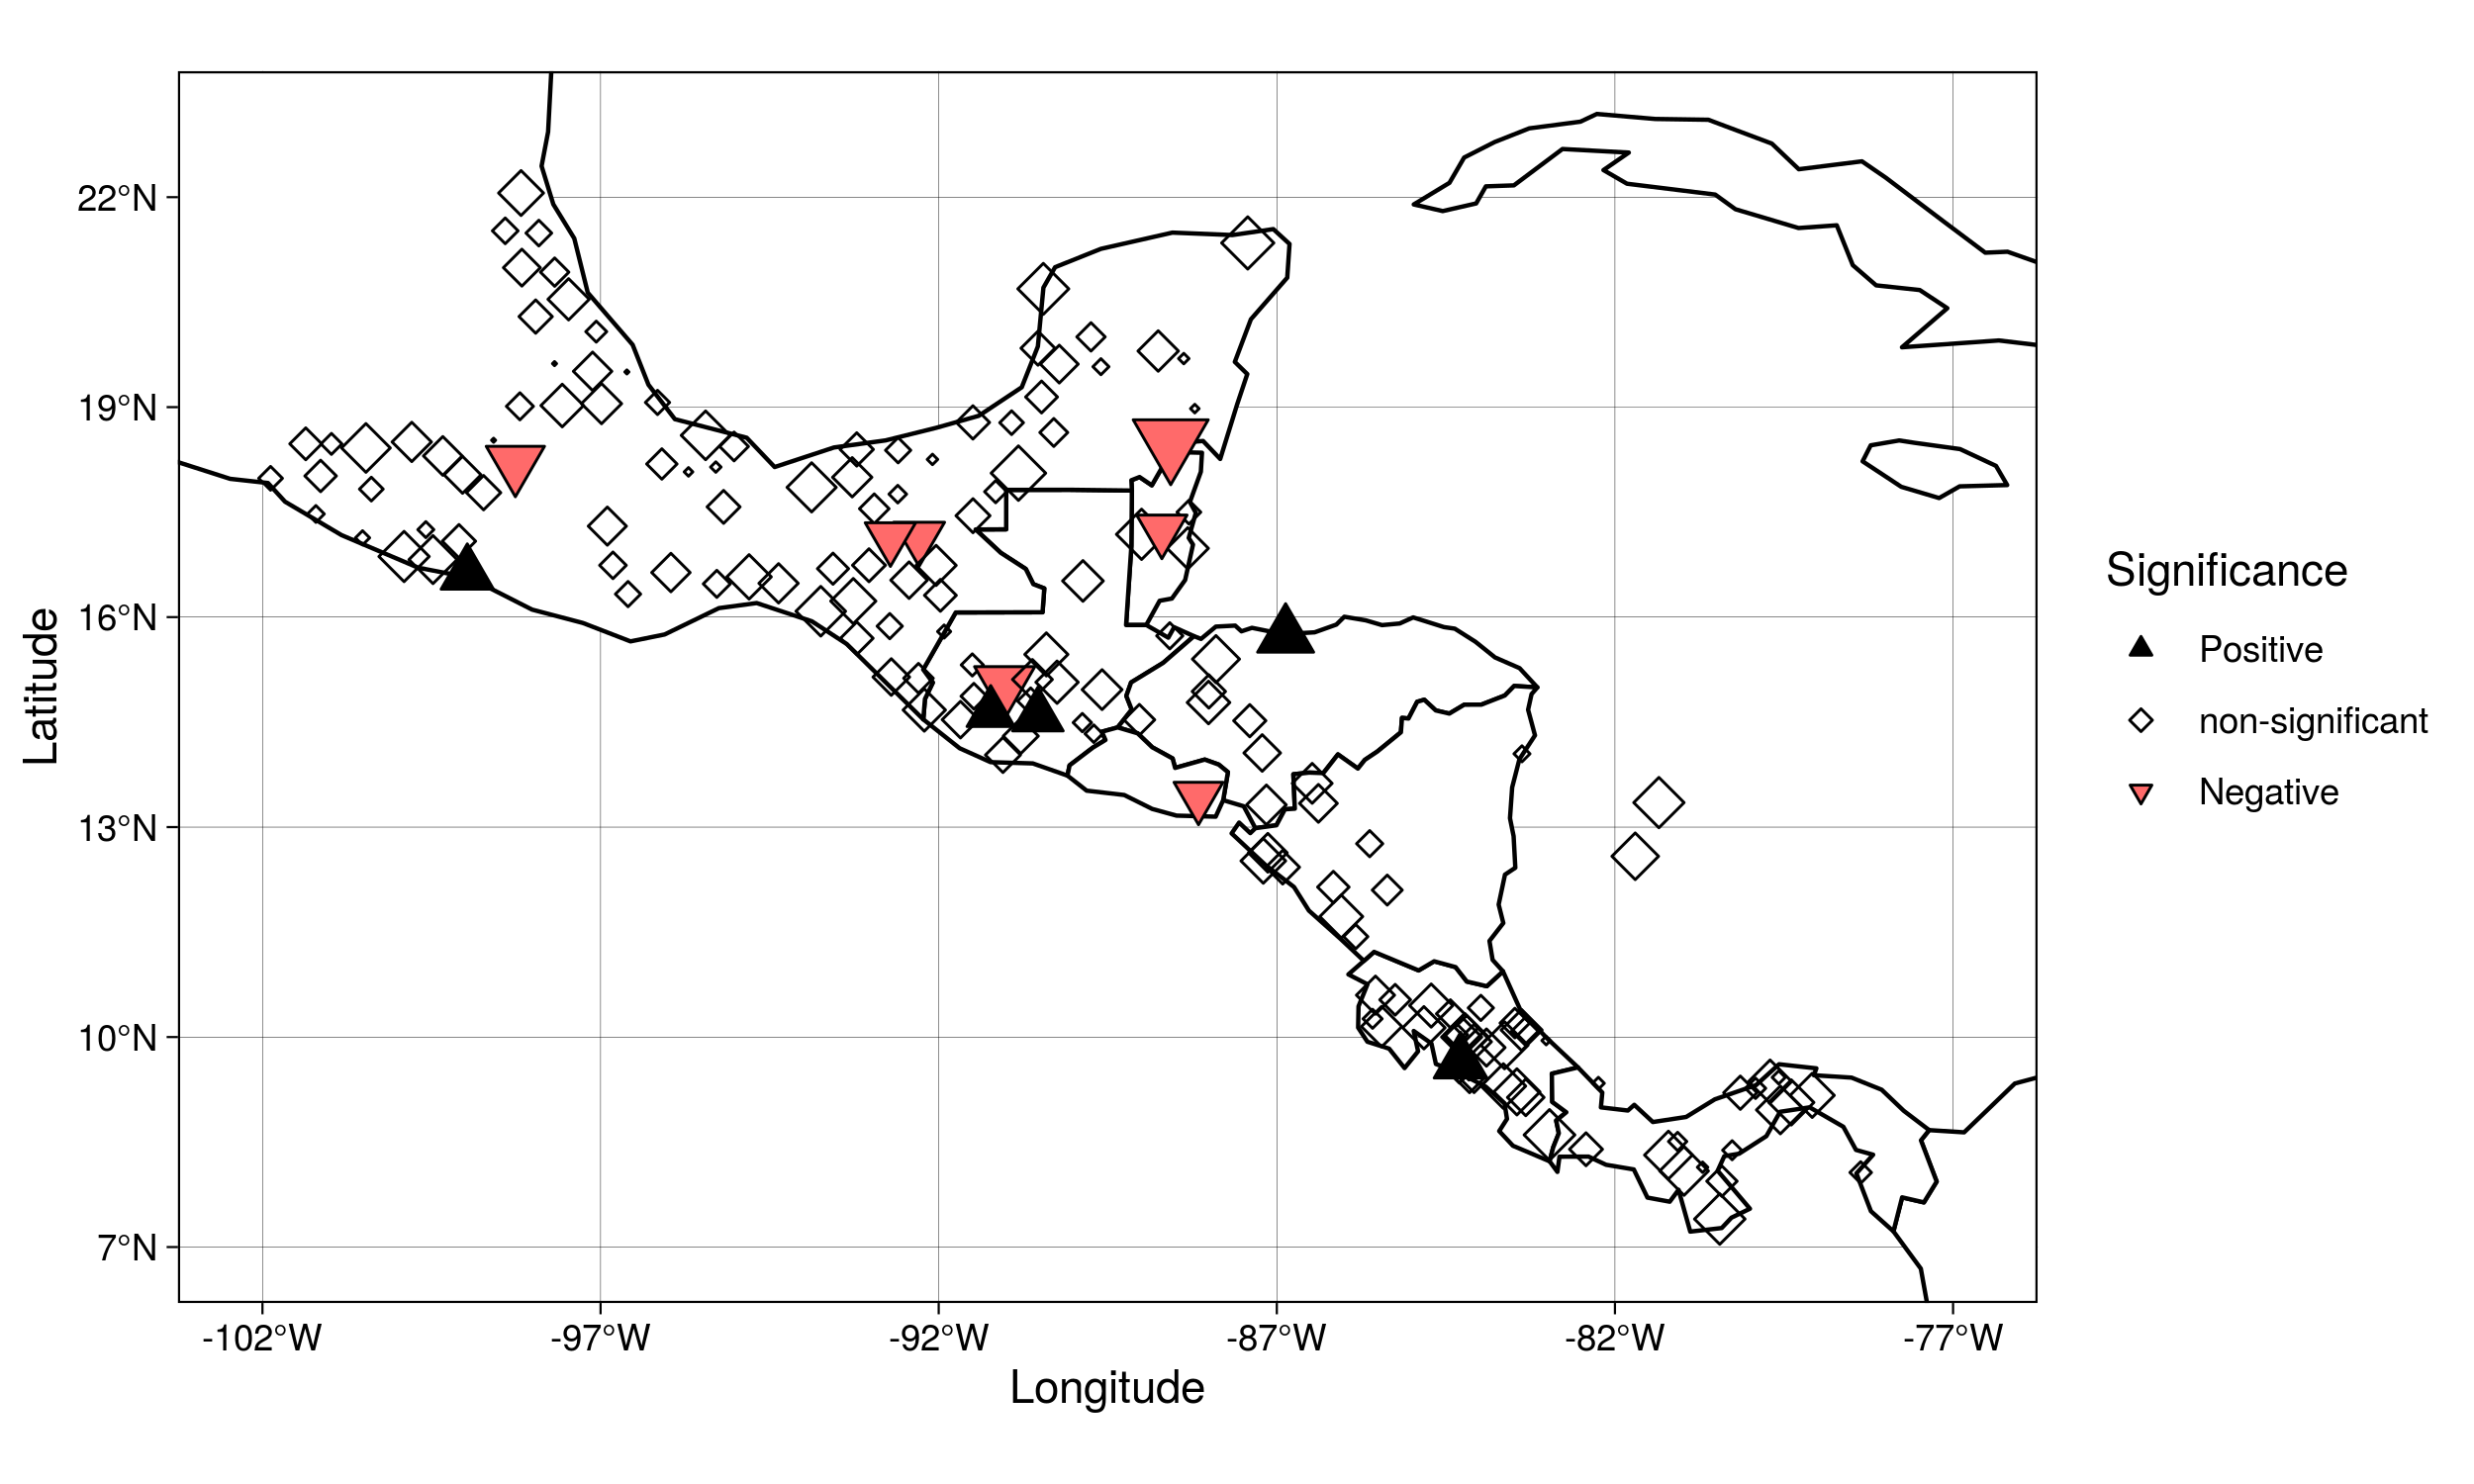 22°N
19°N
16°N
13°N
10°N
7°N
Latitude
-102°W
-97°W
-92°W
-87°W
-82°W
-77°W
Longitude
Significance
Positive
non-significant
Negative